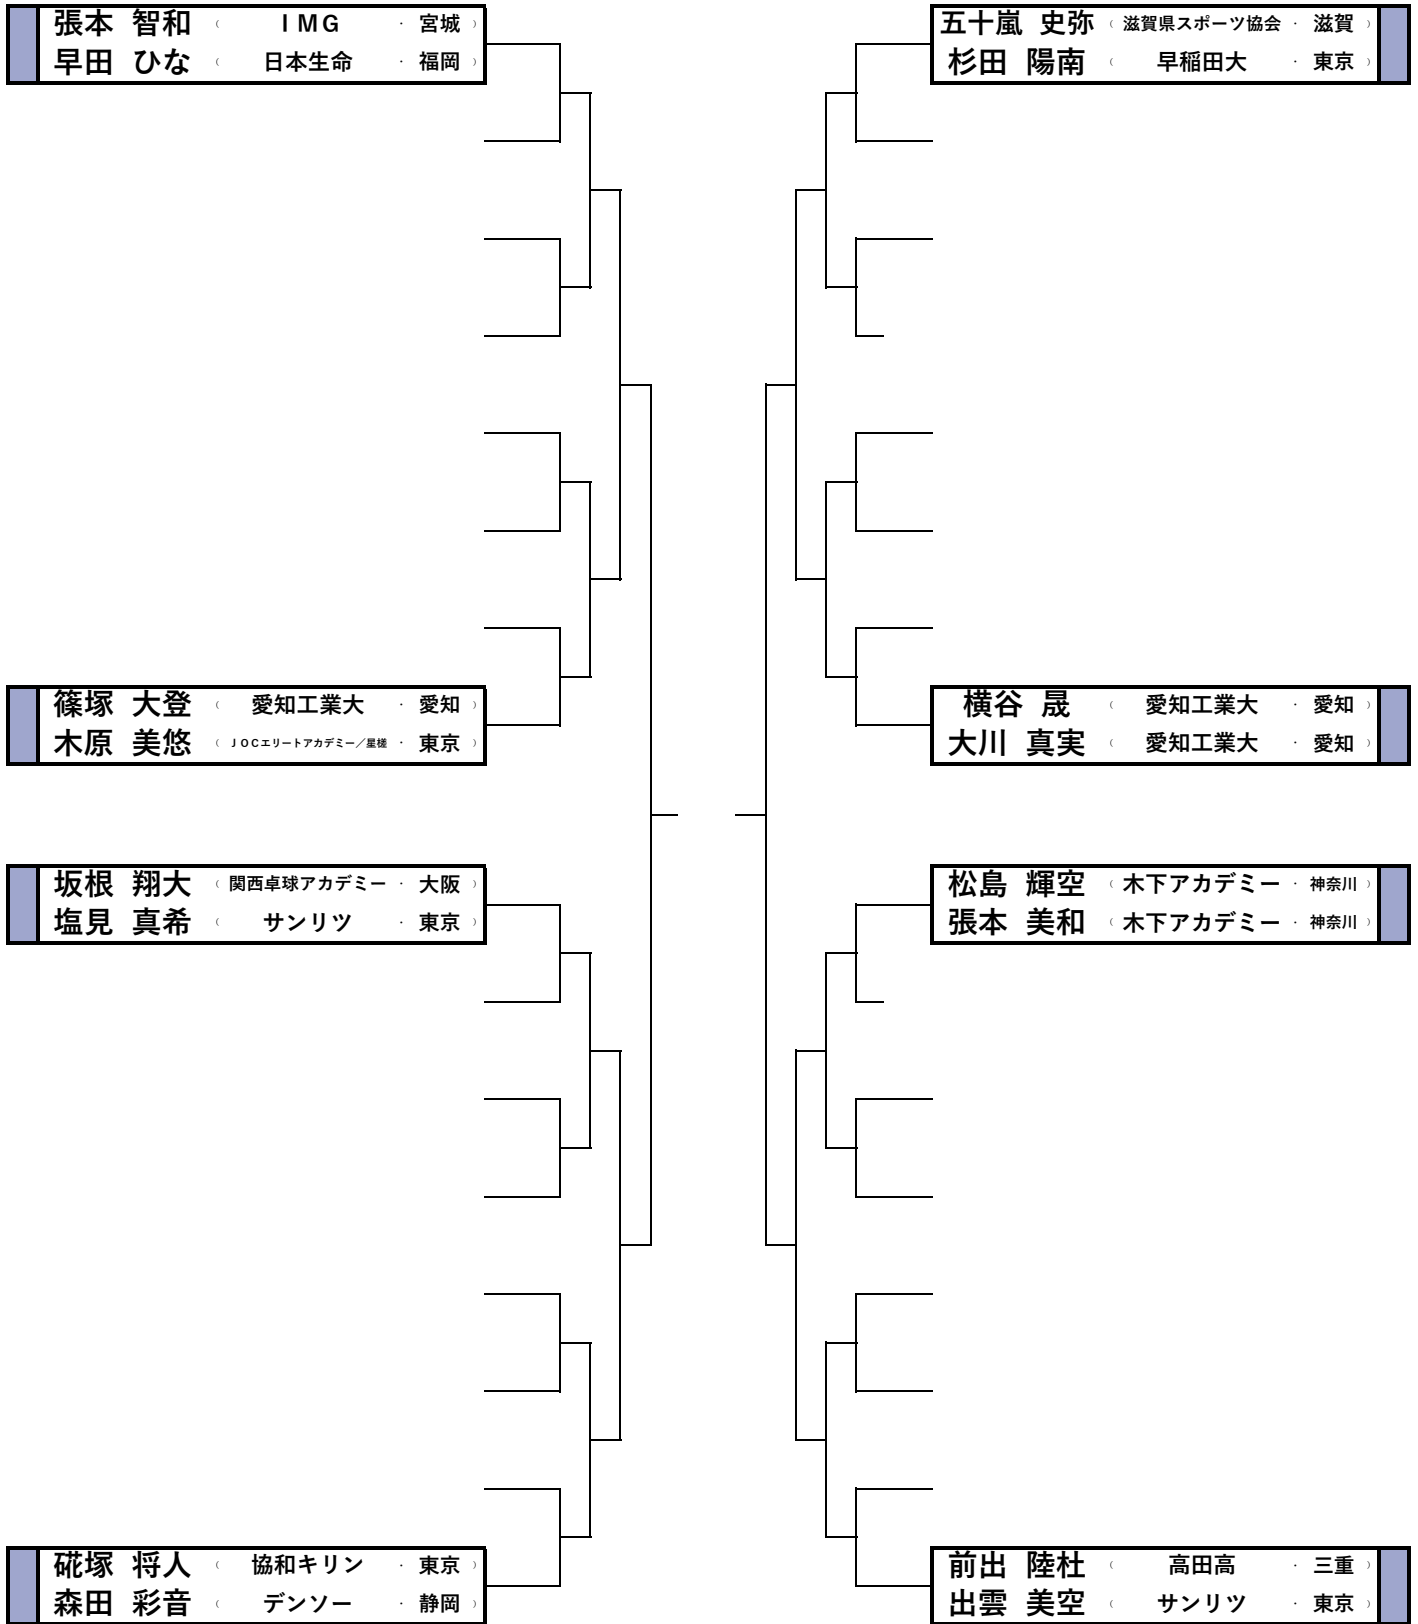 張本 智和 ( IMG ・ 宮城 )
早田 ひな ( 日本生命 ・ 福岡 )
篠塚 大登 ( 愛知工業大 ・ 愛知 )
木原 美悠 ( JOCエリートアカデミー／星槎 ・ 東京 )
坂根 翔大 ( 関西卓球アカデミー ・ 大阪 )
塩見 真希 ( サンリツ ・ 東京 )
硴塚 将人 ( 協和キリン ・ 東京 )
森田 彩音 ( デンソー ・ 静岡 )
五十嵐 史弥 ( 滋賀県スポーツ協会 ・ 滋賀 )
杉田 陽南 ( 早稲田大 ・ 東京 )
横谷 晟 ( 愛知工業大 ・ 愛知 )
大川 真実 ( 愛知工業大 ・ 愛知 )
松島 輝空 ( 木下アカデミー ・ 神奈川 )
張本 美和 ( 木下アカデミー ・ 神奈川 )
前出 陸杜 ( 高田高 ・ 三重 )
出雲 美空 ( サンリツ ・ 東京 )